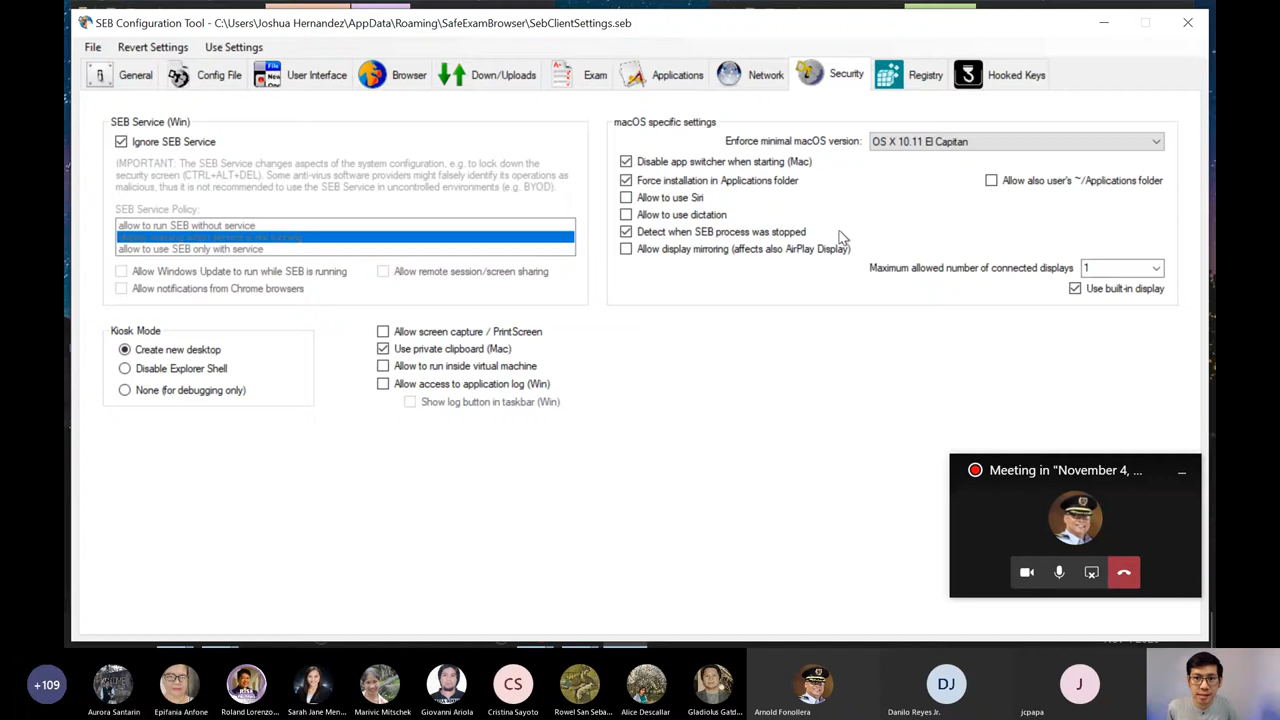 SEB Configuration Tool - C:\Users\Joshua Hernandez\AppData\Roaming\SafeExamBrowser\SebClientSettings.seb
File Revert Settings Use Settings
General Config File User Interface Browser Down/Uploads Exam Applications Network Security Registry Hooked Keys
SEB Service (Win)
Ignore SEB Service
IMPORTANT: The SEB Service changes aspects of the system configuration, e.g. to lock down the
security screen (CTRL+ALT+DEL). Some anti-virus software providers might falsely identify its operations as
malicious, thus it is not recommended to use the SEB Service in uncontrolled environments (e.g. BYOD).
SEB Service Policy:
allow to run SEB without service
allow to use SEB only with service
Allow Windows Update to run while SEB is running
Allow remote session/screen sharing
Allow notifications from Chrome browsers
macOS specific settings
Enforce minimal macOS version: OS X 10.11 El Capitan
Disable app switcher when starting (Mac)
Force installation in Applications folder
Allow also user's ~/Applications folder
Allow to use Siri
Allow to use dictation
Detect when SEB process was stopped
Allow display mirroring (affects also AirPlay Display)
Maximum allowed number of connected displays 1
Use built-in display
Kiosk Mode
Create new desktop
Disable Explorer Shell
None (for debugging only)
Allow screen capture / PrintScreen
Use private clipboard (Mac)
Allow to run inside virtual machine
Allow access to application log (Win)
Show log button in taskbar (Win)
Meeting in "November 4, ...
+109
CS
DJ
J
Aurora Santarin
Epifania Anfone
Roland Lorenzo...
Sarah Jane Men...
Marivic Mitschek
Giovanni Ariola
Cristina Sayoto
Rowel San Seba...
Alice Descallar
Gladiolus Gatd...
Arnold Fonollera
Danilo Reyes Jr.
jcpapa